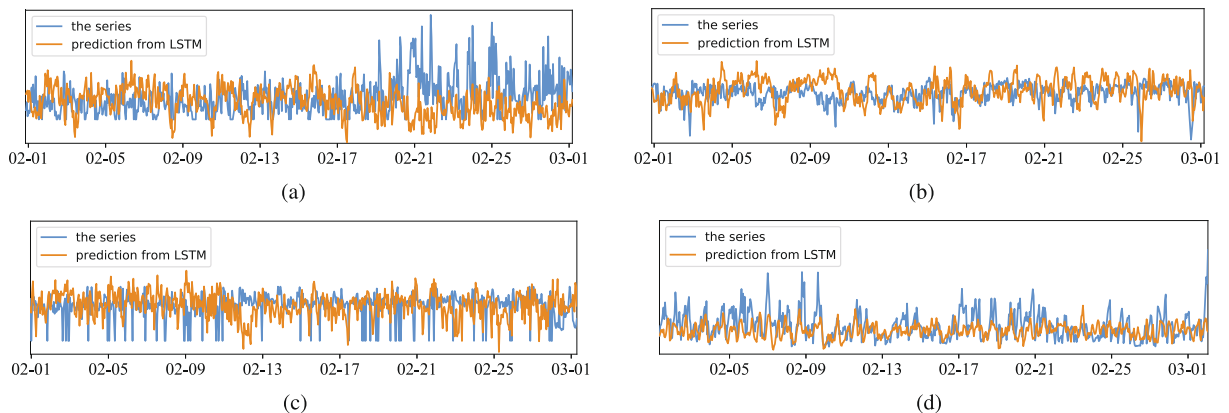 the series
prediction from LSTM
02-01 02-05 02-09 02-13 02-17 02-21 02-25 03-01
(a)
the series
prediction from LSTM
02-01 02-05 02-09 02-13 02-17 02-21 02-25 03-01
(b)
the series
prediction from LSTM
02-01 02-05 02-09 02-13 02-17 02-21 02-25 03-01
(c)
the series
prediction from LSTM
02-05 02-09 02-13 02-17 02-21 02-25 03-01
(d)